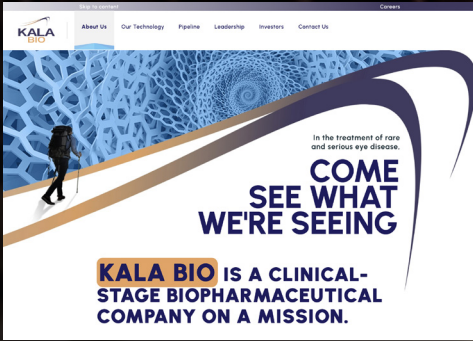 Skip to content
Careers
KALA
BIO
About Us
Our Technology
Pipeline
Leadership
Investors
Contact Us
In the treatment of rare
and serious eye disease.
COME
SEE WHAT
WE'RE SEEING
KALA BIO IS A CLINICAL-
STAGE BIOPHARMACEUTICAL
COMPANY ON A MISSION.